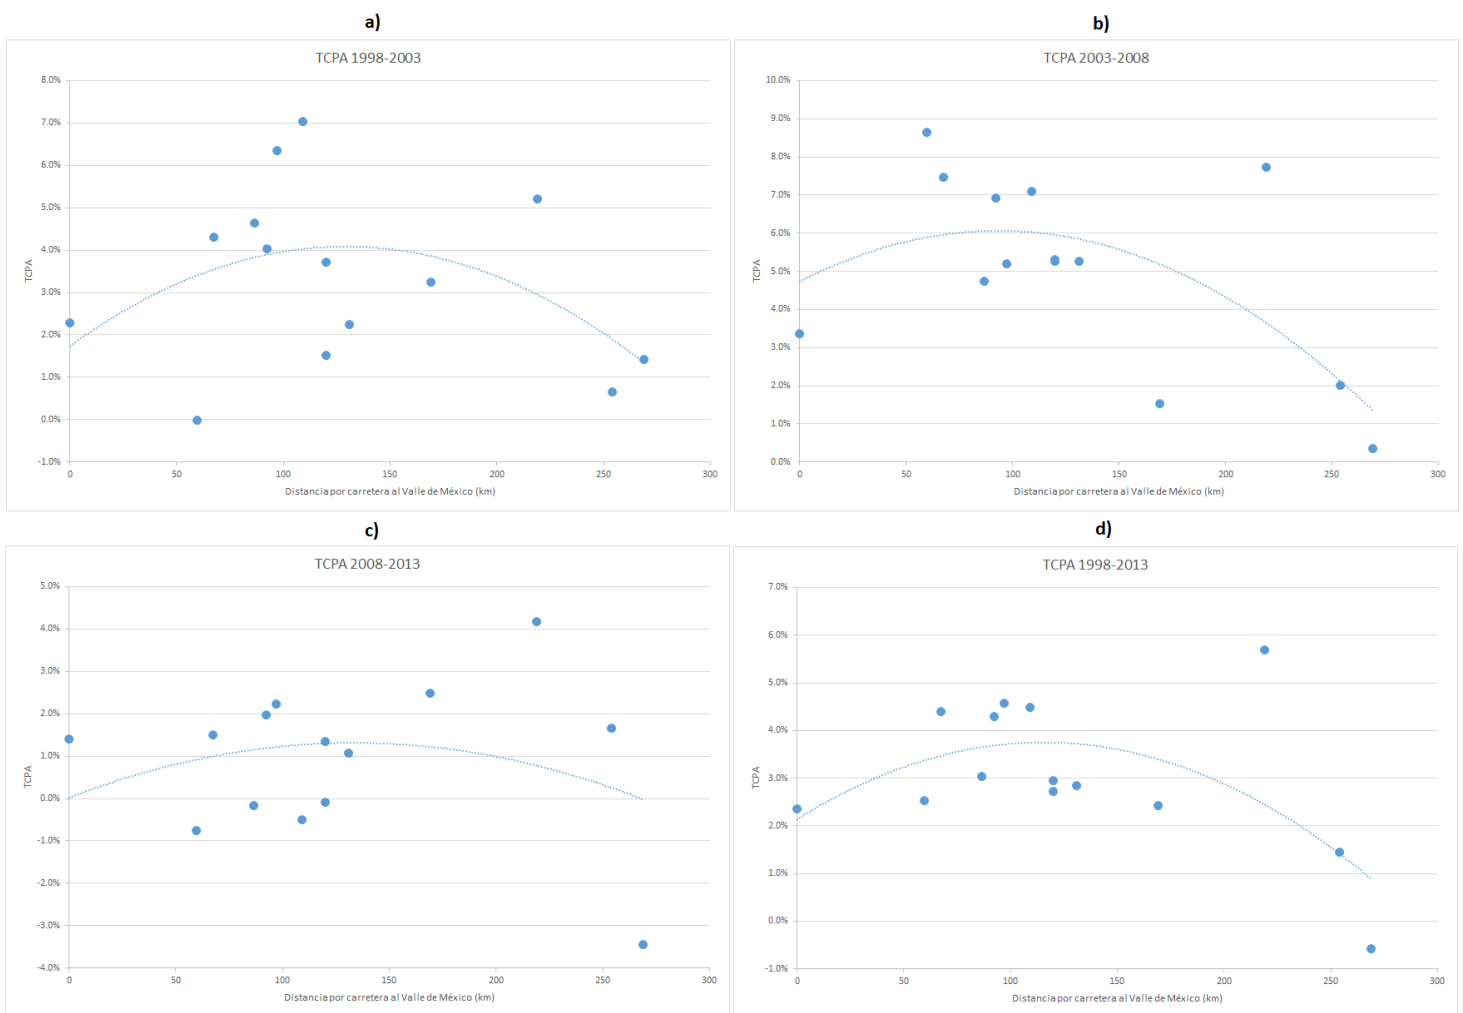 a)
TCPA 1998-2003
8.0%
7.0%
6.0%
5.0%
4.0%
3.0%
2.0%
1.0%
0.0%
-1.0%
TCPA
0 50 100 150 200 250 300
Distancia por carretera al Valle de México (km)
b)
TCPA 2003-2008
10.0%
9.0%
8.0%
7.0%
6.0%
5.0%
4.0%
3.0%
2.0%
1.0%
0.0%
TCPA
0 50 100 150 200 250 300
Distancia por carretera al Valle de México (km)
c)
TCPA 2008-2013
5.0%
4.0%
3.0%
2.0%
1.0%
0.0%
-1.0%
-2.0%
-3.0%
-4.0%
TCPA
0 50 100 150 200 250 300
Distancia por carretera al Valle de México (km)
d)
TCPA 1998-2013
7.0%
6.0%
5.0%
4.0%
3.0%
2.0%
1.0%
0.0%
-1.0%
TCPA
0 50 100 150 200 250 300
Distancia por carretera al Valle de México (km)